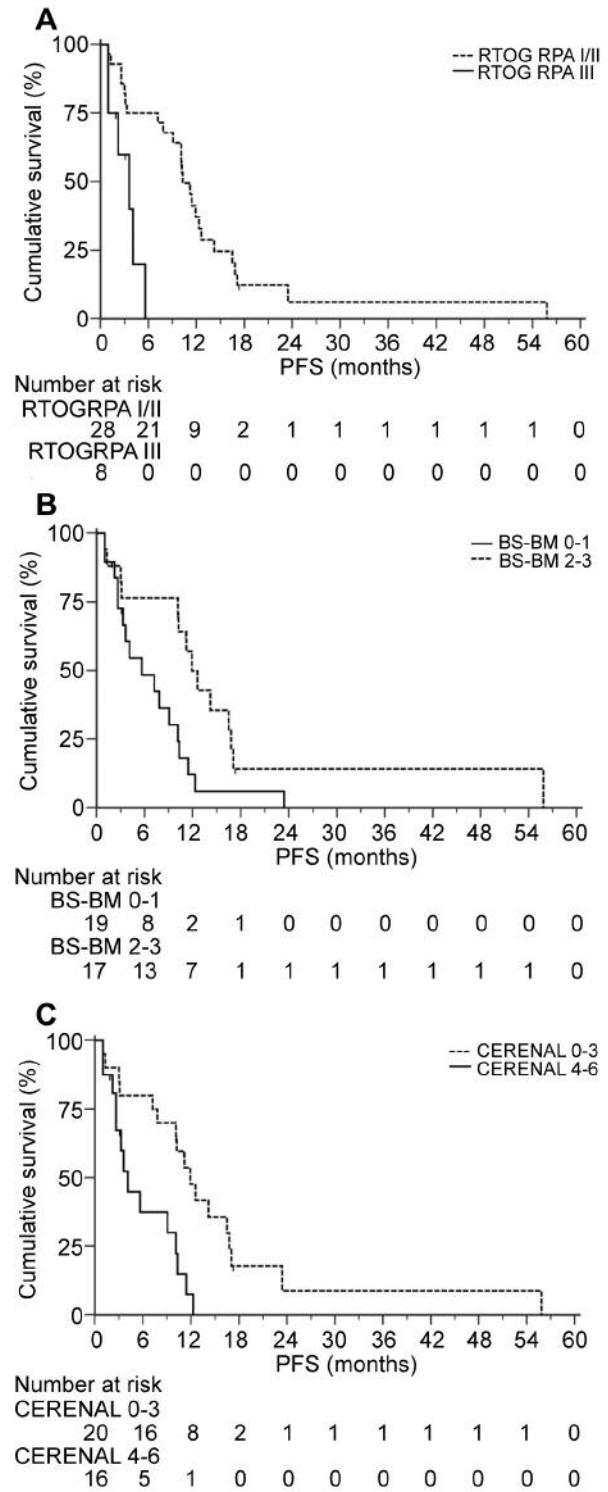 A
100
75
50
25
0
Cumulative survival (%)
RTOG RPA I/II
RTOG RPA III
0 6 12 18 24 30 36 42 48 54 60
PFS (months)
Number at risk
RTOGRPA I/II
28 21 9 2 1 1 1 1 1 1 0
RTOGRPA III
8 0 0 0 0 0 0 0 0 0 0
B
100
75
50
25
0
Cumulative survival (%)
BS-BM 0-1
BS-BM 2-3
0 6 12 18 24 30 36 42 48 54 60
PFS (months)
Number at risk
BS-BM 0-1
19 8 2 1 0 0 0 0 0 0 0
BS-BM 2-3
17 13 7 1 1 1 1 1 1 1 0
C
100
75
50
25
0
Cumulative survival (%)
CERENAL 0-3
CERENAL 4-6
0 6 12 18 24 30 36 42 48 54 60
PFS (months)
Number at risk
CERENAL 0-3
20 16 8 2 1 1 1 1 1 1 0
CERENAL 4-6
16 5 1 0 0 0 0 0 0 0 0